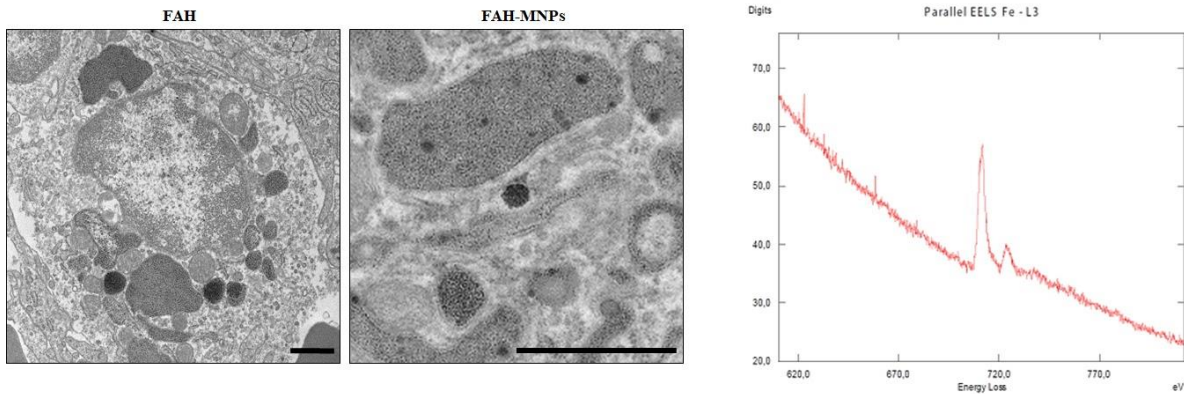 FAH
FAH-MNPs
Digits
Parallel EELS Fe - L3
70,0
60,0
50,0
40,0
30,0
20,0
620,0
670,0
720,0
770,0
Energy Loss
eV